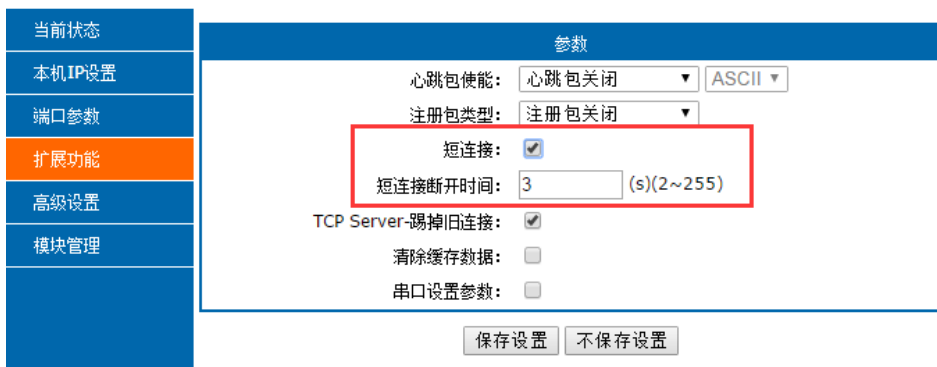 当前状态
本机IP设置
端口参数
扩展功能
高级设置
模块管理
参数
心跳包使能： 心跳包关闭 ASCII
注册包类型： 注册包关闭
短连接：
短连接断开时间： 3 (s)(2~255)
TCP Server-踢掉旧连接：
清除缓存数据：
串口设置参数：
保存设置 不保存设置